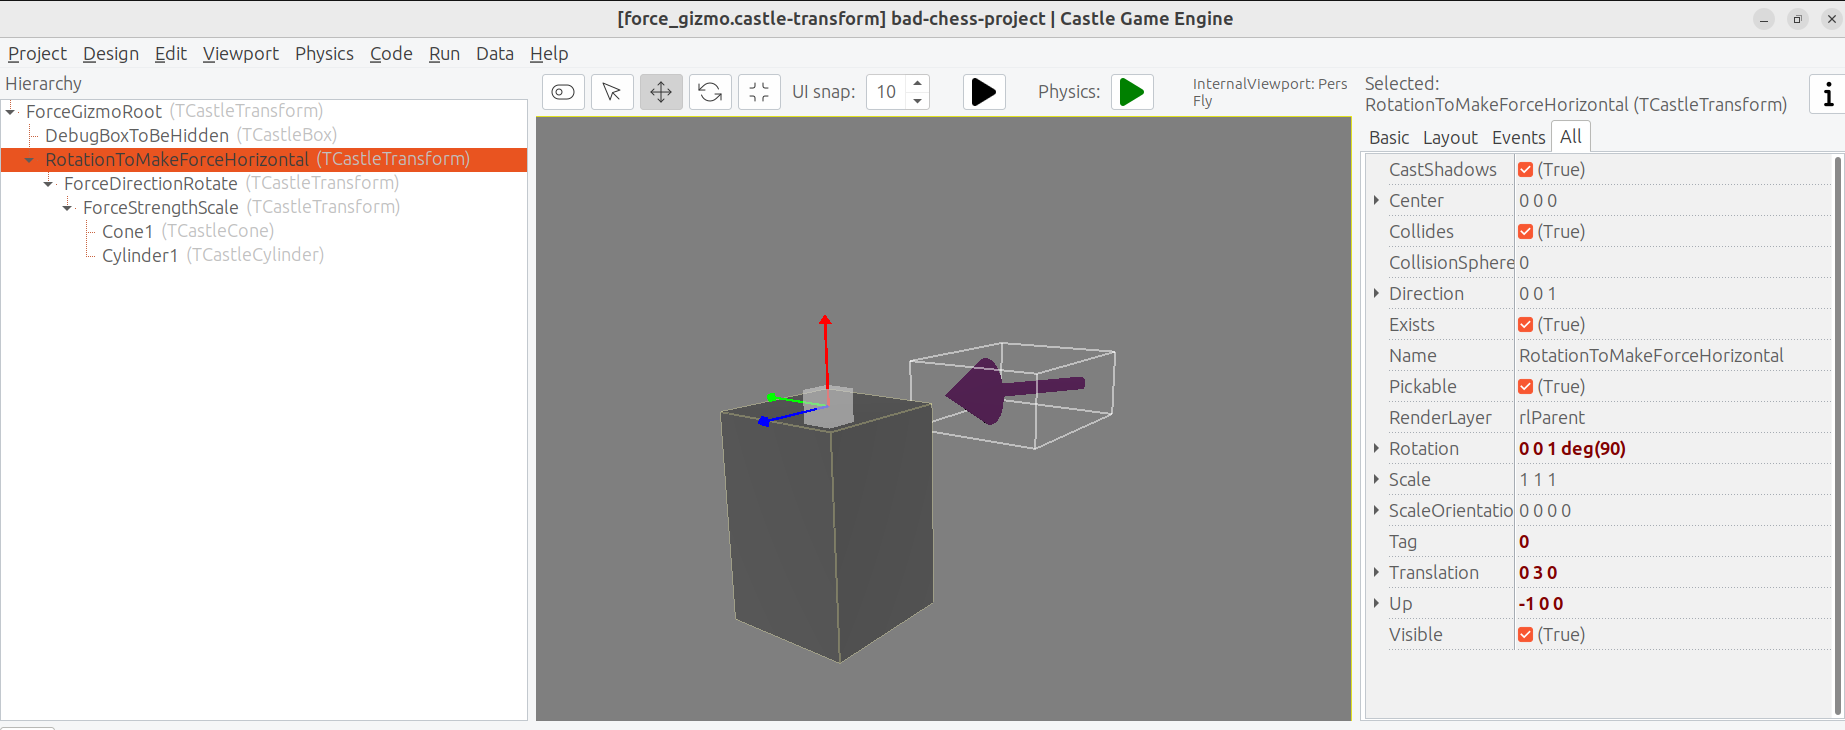 [force_gizmo.castle-transform] bad-chess-project | Castle Game Engine
Project Design Edit Viewport Physics Code Run Data Help
Hierarchy
ForceGizmoRoot (TCastleTransform)
DebugBoxToBeHidden (TCastleBox)
RotationToMakeForceHorizontal (TCastleTransform)
ForceDirectionRotate (TCastleTransform)
ForceStrengthScale (TCastleTransform)
Cone1 (TCastleCone)
Cylinder1 (TCastleCylinder)
UI snap: 10 Physics:
InternalViewport: Pers
Fly
Selected:
RotationToMakeForceHorizontal (TCastleTransform)
i
Basic Layout Events All
CastShadows (True)
Center 0 0 0
Collides (True)
CollisionSphere 0
Direction 0 0 1
Exists (True)
Name RotationToMakeForceHorizontal
Pickable (True)
RenderLayer rlParent
Rotation 0 0 1 deg(90)
Scale 1 1 1
ScaleOrientatio 0 0 0 0
Tag 0
Translation 0 3 0
Up -1 0 0
Visible (True)